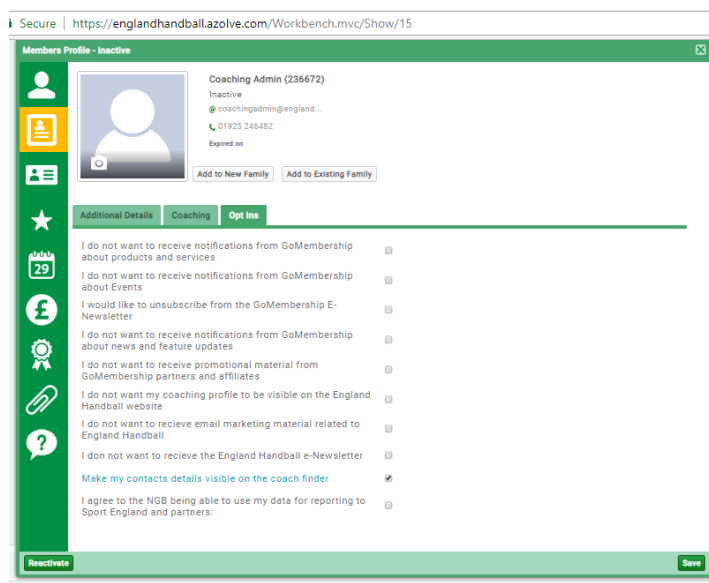 Secure | https://englandhandball.azolve.com/Workbench.mvc/Show/15
Members Profile - Inactive
Coaching Admin (236672)
Inactive
@ coachingadmin@england...
01925 246482
Expired on
Add to New Family Add to Existing Family
Additional Details Coaching Opt Ins
I do not want to receive notifications from GoMembership
about products and services
I do not want to receive notifications from GoMembership
about Events
I would like to unsubscribe from the GoMembership E-
Newsletter
I do not want to receive notifications from GoMembership
about news and feature updates
I do not want to receive promotional material from
GoMembership partners and affiliates
I do not want my coaching profile to be visible on the England
Handball website
I do not want to recieve email marketing material related to
England Handball
I don not want to recieve the England Handball e-Newsletter
Make my contacts details visible on the coach finder
I agree to the NGB being able to use my data for reporting to
Sport England and partners:
29
£
?
Reactivate Save